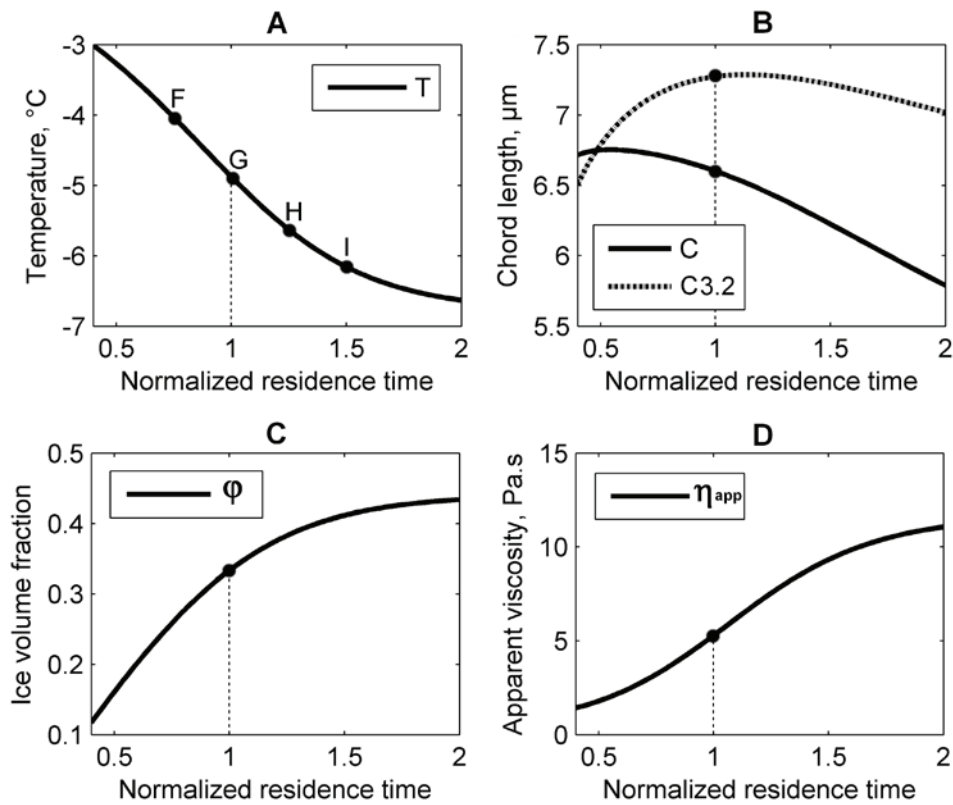 A
-3
-4
-5
-6
-7
Temperature, °C
F
G
H
I
T
0.5 1 1.5 2
Normalized residence time
B
7.5
7
6.5
6
5.5
Chord length, µm
C
C3.2
0.5 1 1.5 2
Normalized residence time
C
0.5
0.4
0.3
0.2
0.1
Ice volume fraction
φ
0.5 1 1.5 2
Normalized residence time
D
15
10
5
0
Apparent viscosity, Pa.s
ηapp
0.5 1 1.5 2
Normalized residence time